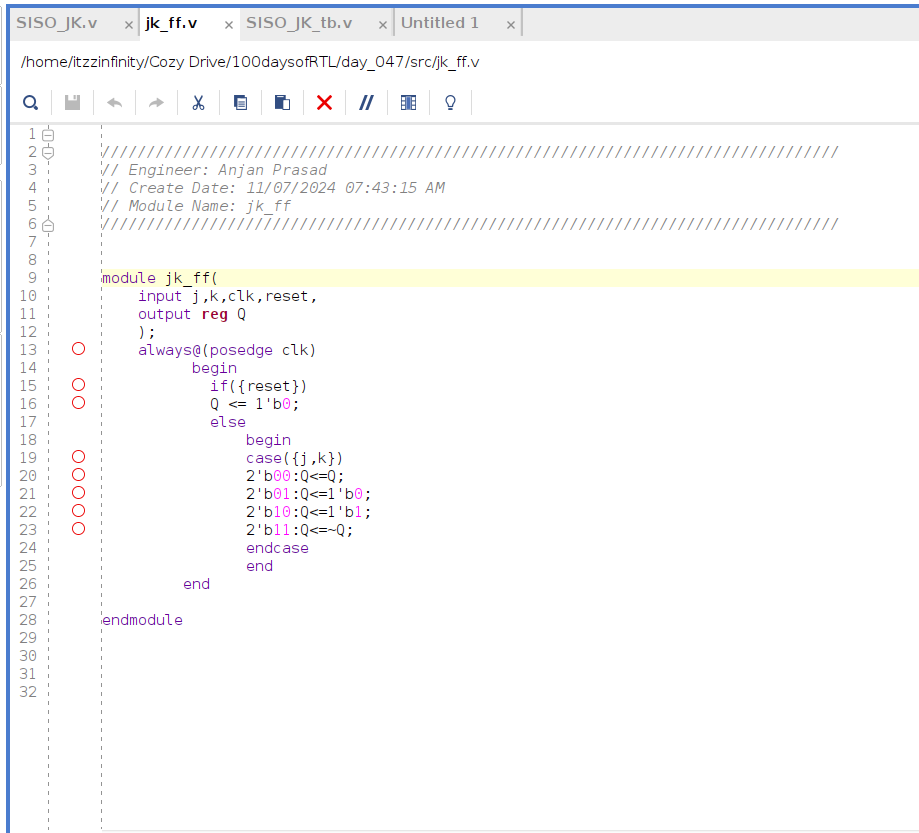 SISO_JK.v × jk_ff.v × SISO_JK_tb.v × Untitled 1 ×
/home/itzzinfinity/Cozy Drive/100daysofRTL/day_047/src/jk_ff.v
1
2 //////////////////////////////////////////////////////////////////////////////////
3 // Engineer: Anjan Prasad
4 // Create Date: 11/07/2024 07:43:15 AM
5 // Module Name: jk_ff
6 //////////////////////////////////////////////////////////////////////////////////
7
8
9 module jk_ff(
10     input j,k,clk,reset,
11     output reg Q
12     );
13     always@(posedge clk)
14           begin
15             if({reset})
16             Q <= 1'b0;
17             else
18                 begin
19                 case({j,k})
20                 2'b00:Q<=Q;
21                 2'b01:Q<=1'b0;
22                 2'b10:Q<=1'b1;
23                 2'b11:Q<=~Q;
24                 endcase
25                 end
26          end
27
28 endmodule
29
30
31
32